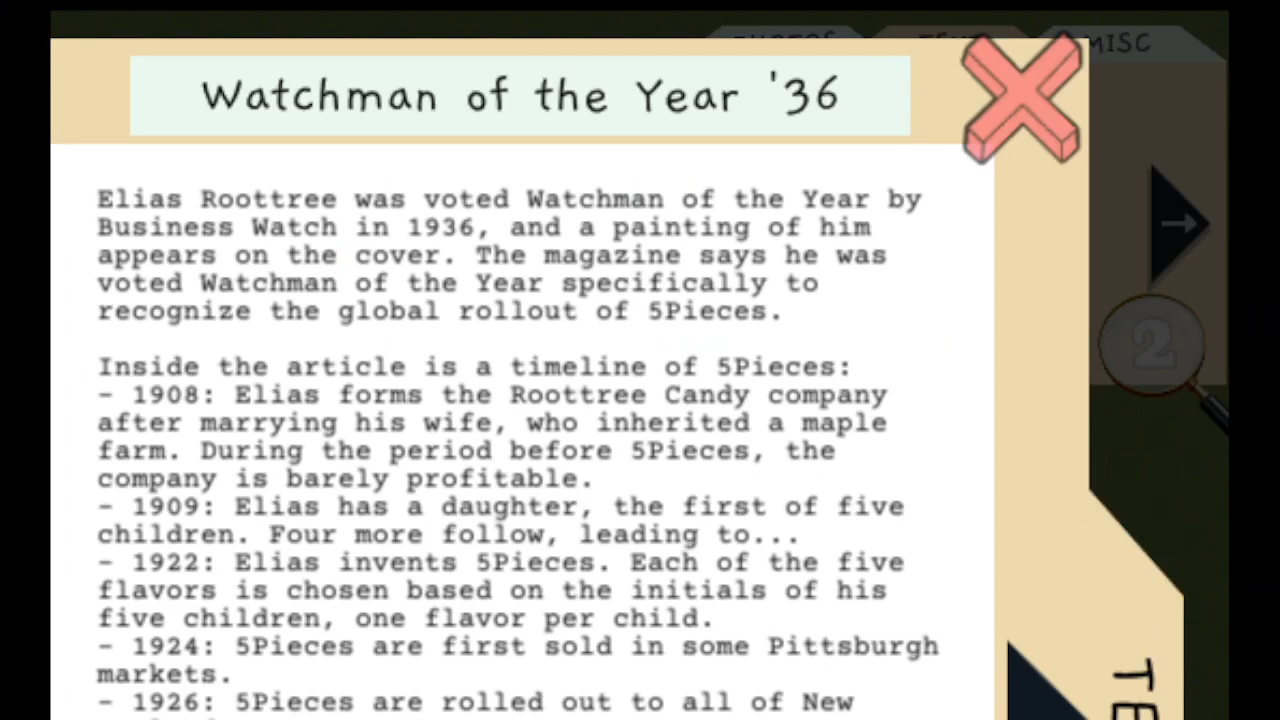 MISC
Watchman of the Year '36
2
Elias Roottree was voted Watchman of the Year by
Business Watch in 1936, and a painting of him
appears on the cover. The magazine says he was
voted Watchman of the Year specifically to
recognize the global rollout of 5Pieces.
Inside the article is a timeline of 5Pieces:
- 1908: Elias forms the Roottree Candy company
after marrying his wife, who inherited a maple
farm. During the period before 5Pieces, the
company is barely profitable.
- 1909: Elias has a daughter, the first of five
children. Four more follow, leading to...
- 1922: Elias invents 5Pieces. Each of the five
flavors is chosen based on the initials of his
five children, one flavor per child.
- 1924: 5Pieces are first sold in some Pittsburgh
markets.
- 1926: 5Pieces are rolled out to all of New